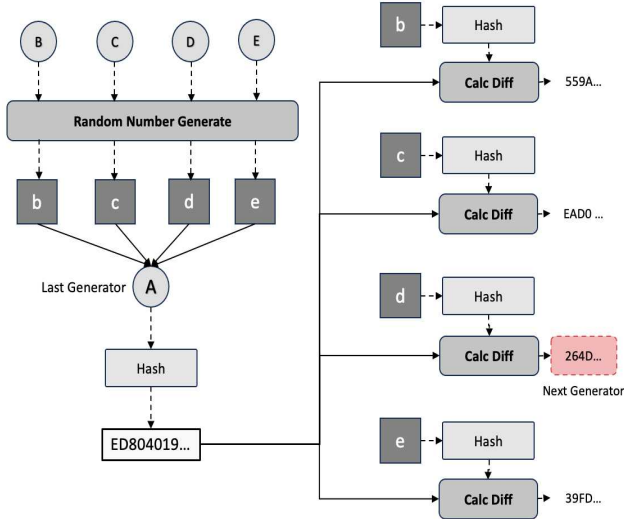 B
C
D
E
Random Number Generate
b
c
d
e
Last Generator
A
Hash
ED804019...
b
Hash
Calc Diff
559A...
c
Hash
Calc Diff
EAD0 ...
d
Hash
Calc Diff
264D...
Next Generator
e
Hash
Calc Diff
39FD...